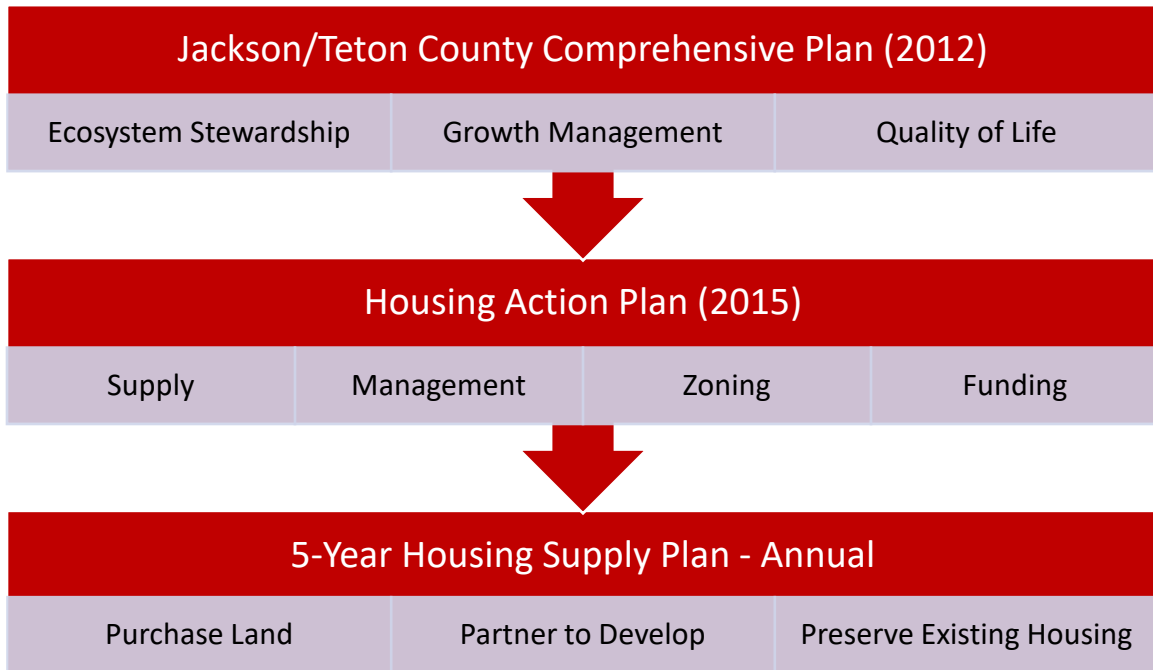 Jackson/Teton County Comprehensive Plan (2012)
Ecosystem Stewardship
Growth Management
Quality of Life
Housing Action Plan (2015)
Supply
Management
Zoning
Funding
5-Year Housing Supply Plan - Annual
Purchase Land
Partner to Develop
Preserve Existing Housing